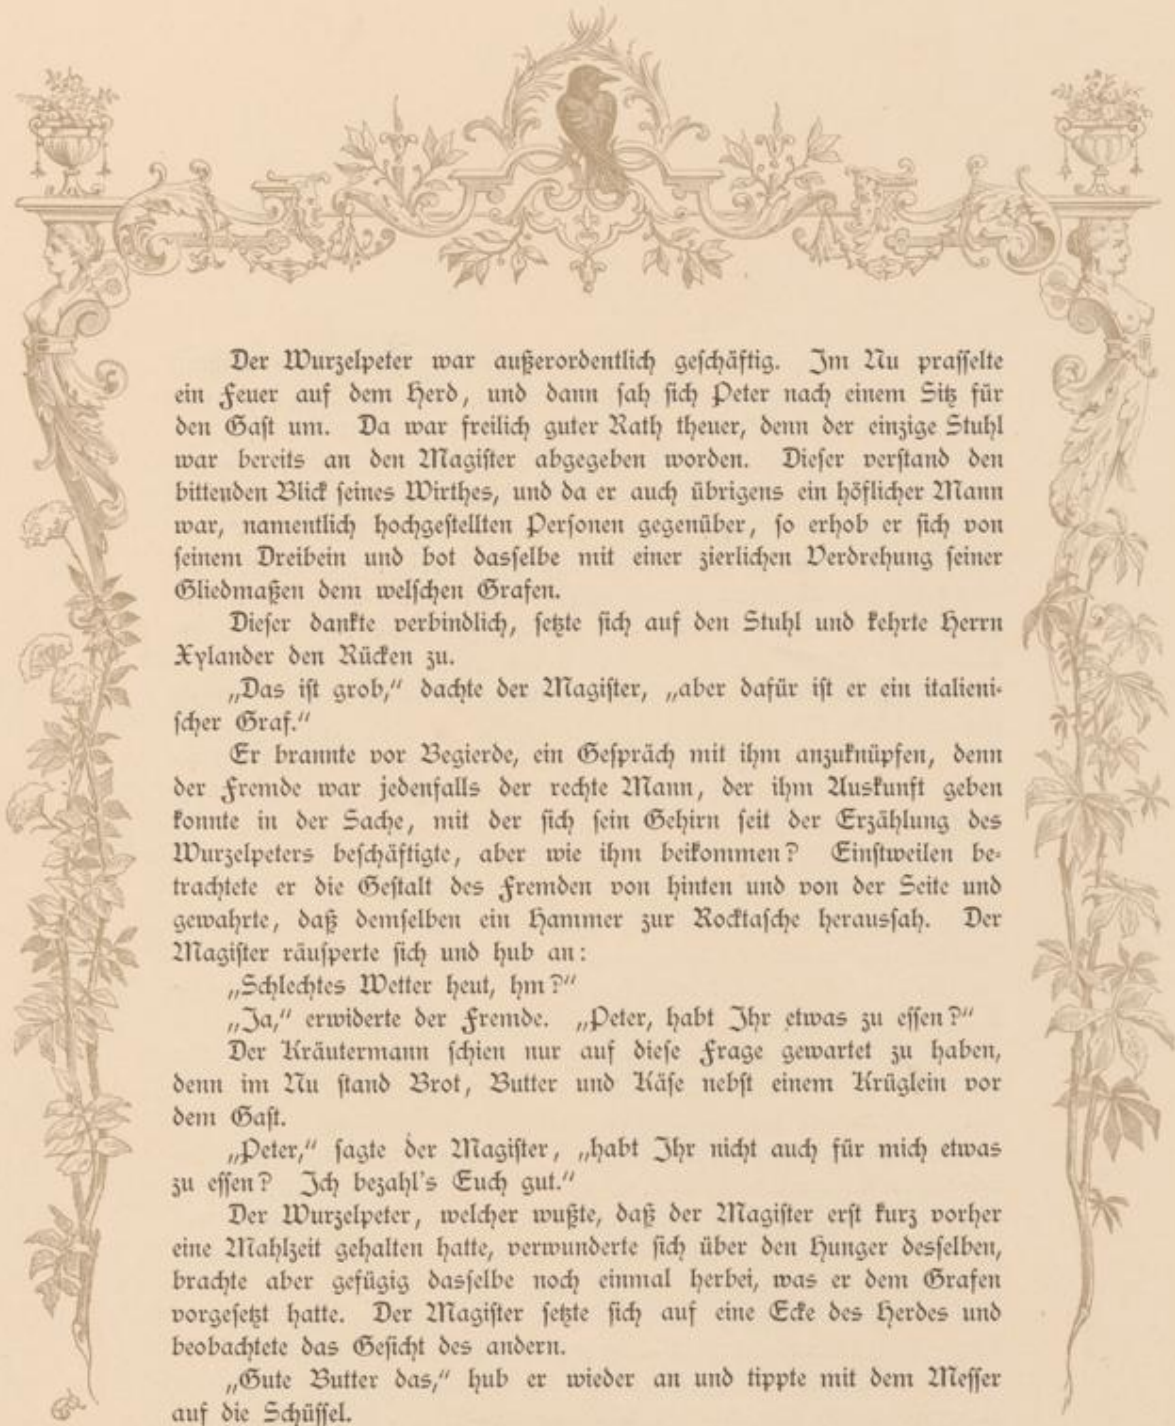 Der Wurzelpeter war außerordentlich geschäftig. Im Nu prasselte
ein Feuer auf dem Herd, und dann sah sich Peter nach einem Sitz für
den Gast um. Da war freilich guter Rath theuer, denn der einzige Stuhl
war bereits an den Magister abgegeben worden. Dieser verstand den
bittenden Blick seines Wirthes, und da er auch übrigens ein höflicher Mann
war, namentlich hochgestellten Personen gegenüber, so erhob er sich von
seinem Dreibein und bot dasselbe mit einer zierlichen Verdrehung seiner
Gliedmaßen dem welschen Grafen.
Dieser dankte verbindlich, setzte sich auf den Stuhl und kehrte Herrn
Xylander den Rücken zu.
„Das ist grob,“ dachte der Magister, „aber dafür ist er ein italieni-
scher Graf.“
Er brannte vor Begierde, ein Gespräch mit ihm anzuknüpfen, denn
der Fremde war jedenfalls der rechte Mann, der ihm Auskunft geben
konnte in der Sache, mit der sich sein Gehirn seit der Erzählung des
Wurzelpeters beschäftigte, aber wie ihm beikommen? Einstweilen be-
trachtete er die Gestalt des Fremden von hinten und von der Seite und
gewahrte, daß demselben ein Hammer zur Rocktasche heraussah. Der
Magister räusperte sich und hub an:
„Schlechtes Wetter heut, hm?“
„Ja,“ erwiderte der Fremde. „Peter, habt Ihr etwas zu essen?“
Der Kräutermann schien nur auf diese Frage gewartet zu haben,
denn im Nu stand Brot, Butter und Käse nebst einem Krüglein vor
dem Gast.
„Peter,“ sagte der Magister, „habt Ihr nicht auch für mich etwas
zu essen? Ich bezahl's Euch gut.“
Der Wurzelpeter, welcher wußte, daß der Magister erst kurz vorher
eine Mahlzeit gehalten hatte, verwunderte sich über den Hunger desselben,
brachte aber gefügig dasselbe noch einmal herbei, was er dem Grafen
vorgesetzt hatte. Der Magister setzte sich auf eine Ecke des Herdes und
beobachtete das Gesicht des andern.
„Gute Butter das,“ hub er wieder an und tippte mit dem Messer
auf die Schüssel.